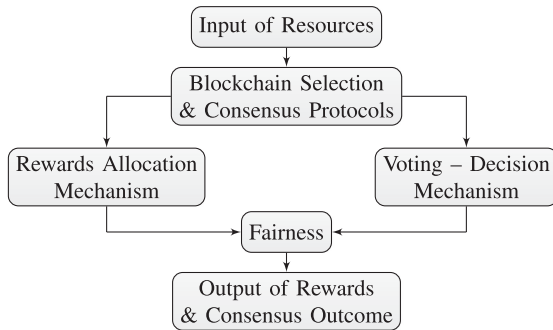 Input of Resources
Blockchain Selection
& Consensus Protocols
Rewards Allocation
Mechanism
Voting – Decision
Mechanism
Fairness
Output of Rewards
& Consensus Outcome